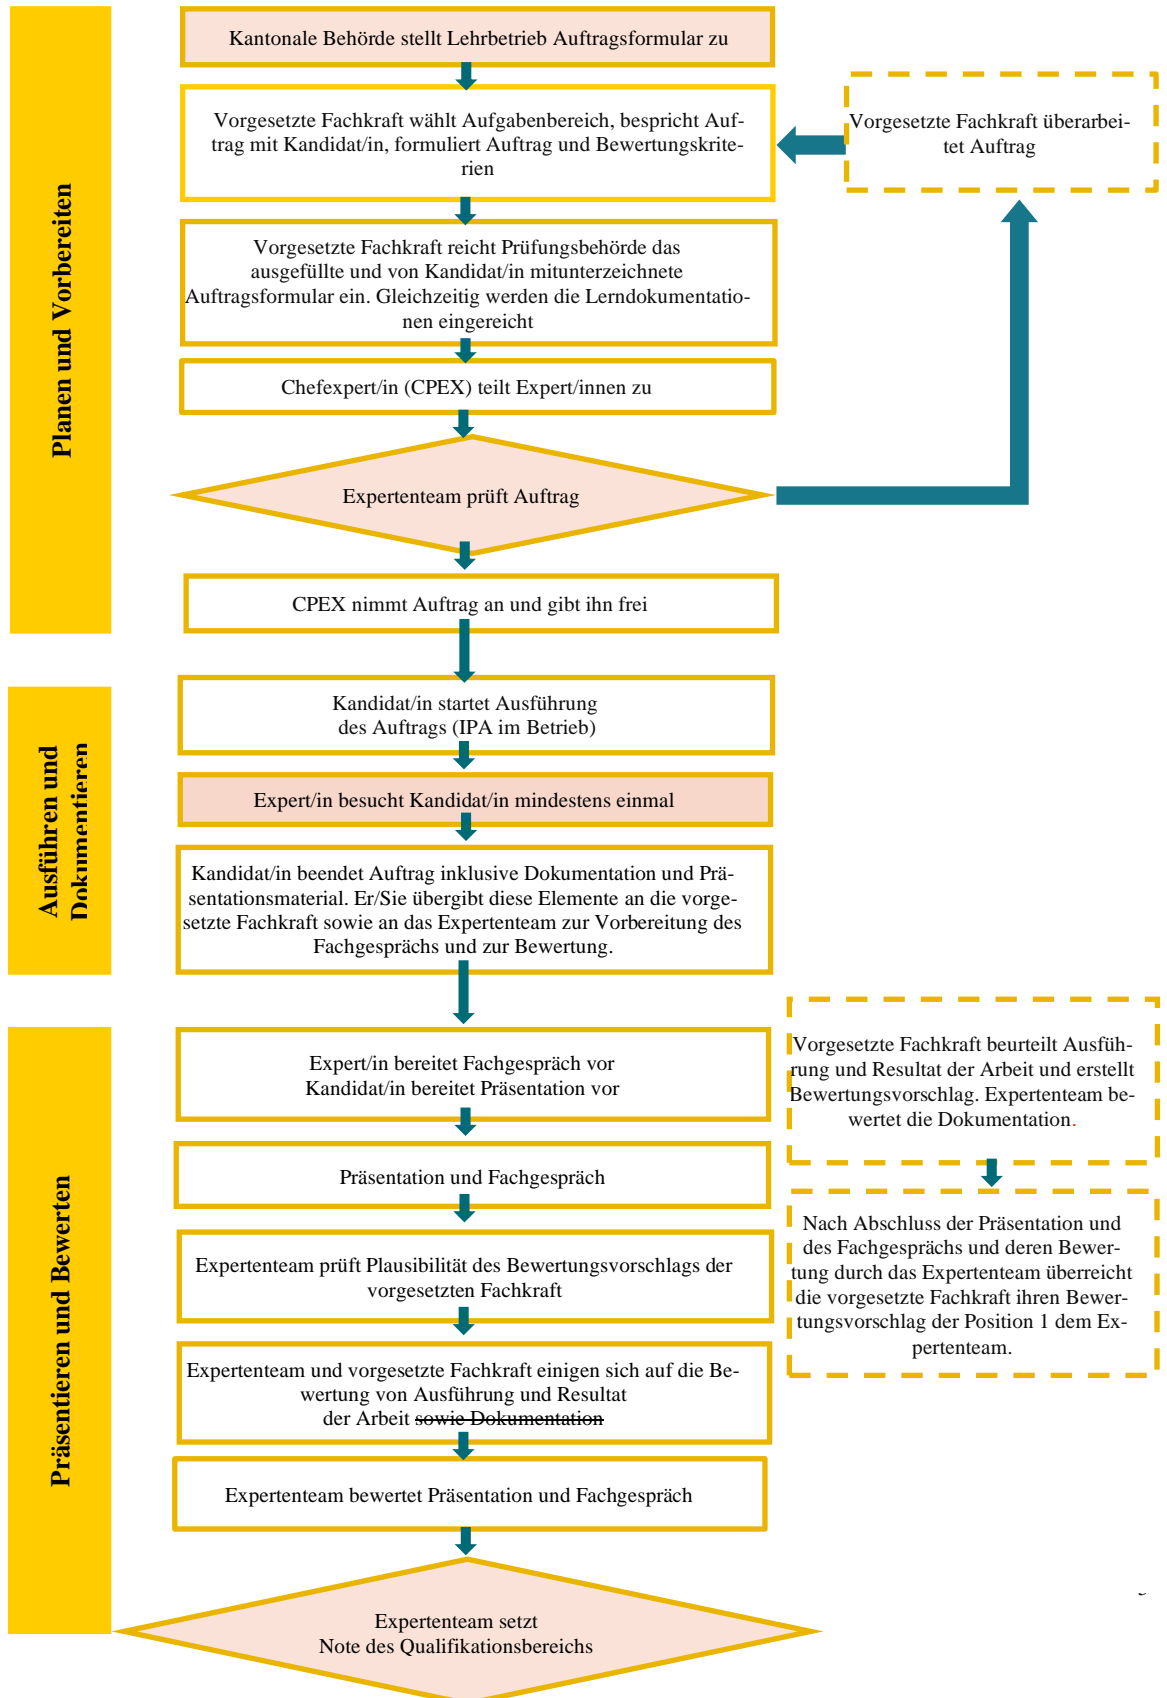 Planen und Vorbereiten
Kantonale Behörde stellt Lehrbetrieb Auftragsformular zu
Vorgesetzte Fachkraft wählt Aufgabenbereich, bespricht Auf-
trag mit Kandidat/in, formuliert Auftrag und Bewertungskrite-
rien
Vorgesetzte Fachkraft überarbei-
tet Auftrag
Vorgesetzte Fachkraft reicht Prüfungsbehörde das
ausgefüllte und von Kandidat/in mitunterzeichnete
Auftragsformular ein. Gleichzeitig werden die Lerndokumentatio-
nen eingereicht
Chefexpert/in (CPEX) teilt Expert/innen zu
Expertenteam prüft Auftrag
CPEX nimmt Auftrag an und gibt ihn frei
Ausführen und
Dokumentieren
Kandidat/in startet Ausführung
des Auftrags (IPA im Betrieb)
Expert/in besucht Kandidat/in mindestens einmal
Kandidat/in beendet Auftrag inklusive Dokumentation und Prä-
sentationsmaterial. Er/Sie übergibt diese Elemente an die vorge-
setzte Fachkraft sowie an das Expertenteam zur Vorbereitung des
Fachgesprächs und zur Bewertung.
Präsentieren und Bewerten
Expert/in bereitet Fachgespräch vor
Kandidat/in bereitet Präsentation vor
Vorgesetzte Fachkraft beurteilt Ausfüh-
rung und Resultat der Arbeit und erstellt
Bewertungsvorschlag. Expertenteam be-
wertet die Dokumentation.
Präsentation und Fachgespräch
Nach Abschluss der Präsentation und
des Fachgesprächs und deren Bewer-
tung durch das Expertenteam überreicht
die vorgesetzte Fachkraft ihren Bewer-
tungsvorschlag der Position 1 dem Ex-
pertenteam.
Expertenteam prüft Plausibilität des Bewertungsvorschlags der
vorgesetzten Fachkraft
Expertenteam und vorgesetzte Fachkraft einigen sich auf die Be-
wertung von Ausführung und Resultat
der Arbeit sowie Dokumentation
Expertenteam bewertet Präsentation und Fachgespräch
Expertenteam setzt
Note des Qualifikationsbereichs